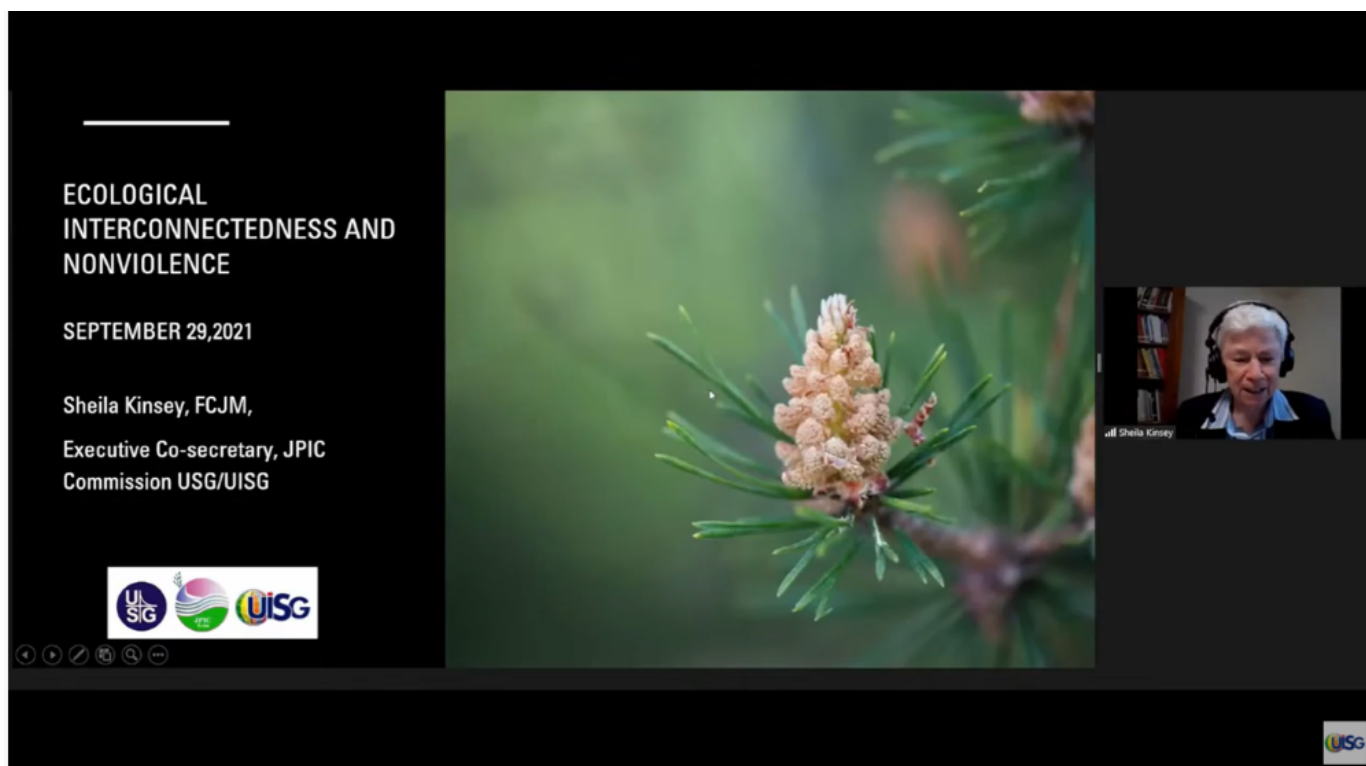 ECOLOGICAL
INTERCONNECTEDNESS AND
NONVIOLENCE
SEPTEMBER 29,2021
Sheila Kinsey, FCJM,
Executive Co-secretary, JPIC
Commission USG/UISG
USG
JPIC
UISG
Sheila Kinsey
UISG